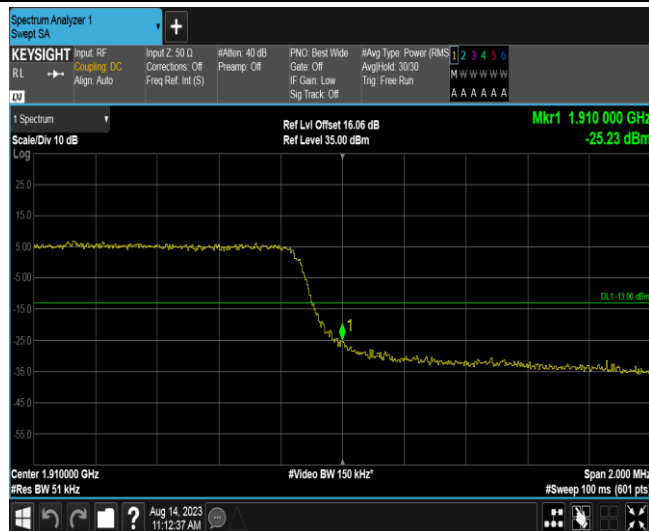 Spectrum Analyzer 1
Swept SA
KEYSIGHT
RL
Input: RF
Coupling: DC
Align: Auto
Input Z: 50 Ω
Corrections: Off
Freq Ref: Int (S)
#Atten: 40 dB
Preamp: Off
PNO: Best Wide
Gate: Off
IF Gain: Low
Sig Track: Off
#Avg Type: Power (RMS
Avg|Hold: 30/30
Trig: Free Run
1 2 3 4 5 6
M W W W W W
A A A A A A
1 Spectrum
Scale/Div 10 dB
Log
Ref Lvl Offset 16.06 dB
Ref Level 35.00 dBm
Mkr1 1.910 000 GHz
-25.23 dBm
25.0
15.0
5.00
-5.00
-15.0
-25.0
-35.0
-45.0
-55.0
DL1 -13.00 dBm
1
Center 1.910000 GHz
#Res BW 51 kHz
#Video BW 150 kHz*
Span 2.000 MHz
#Sweep 100 ms (601 pts)
?
Aug 14, 2023
11:12:37 AM